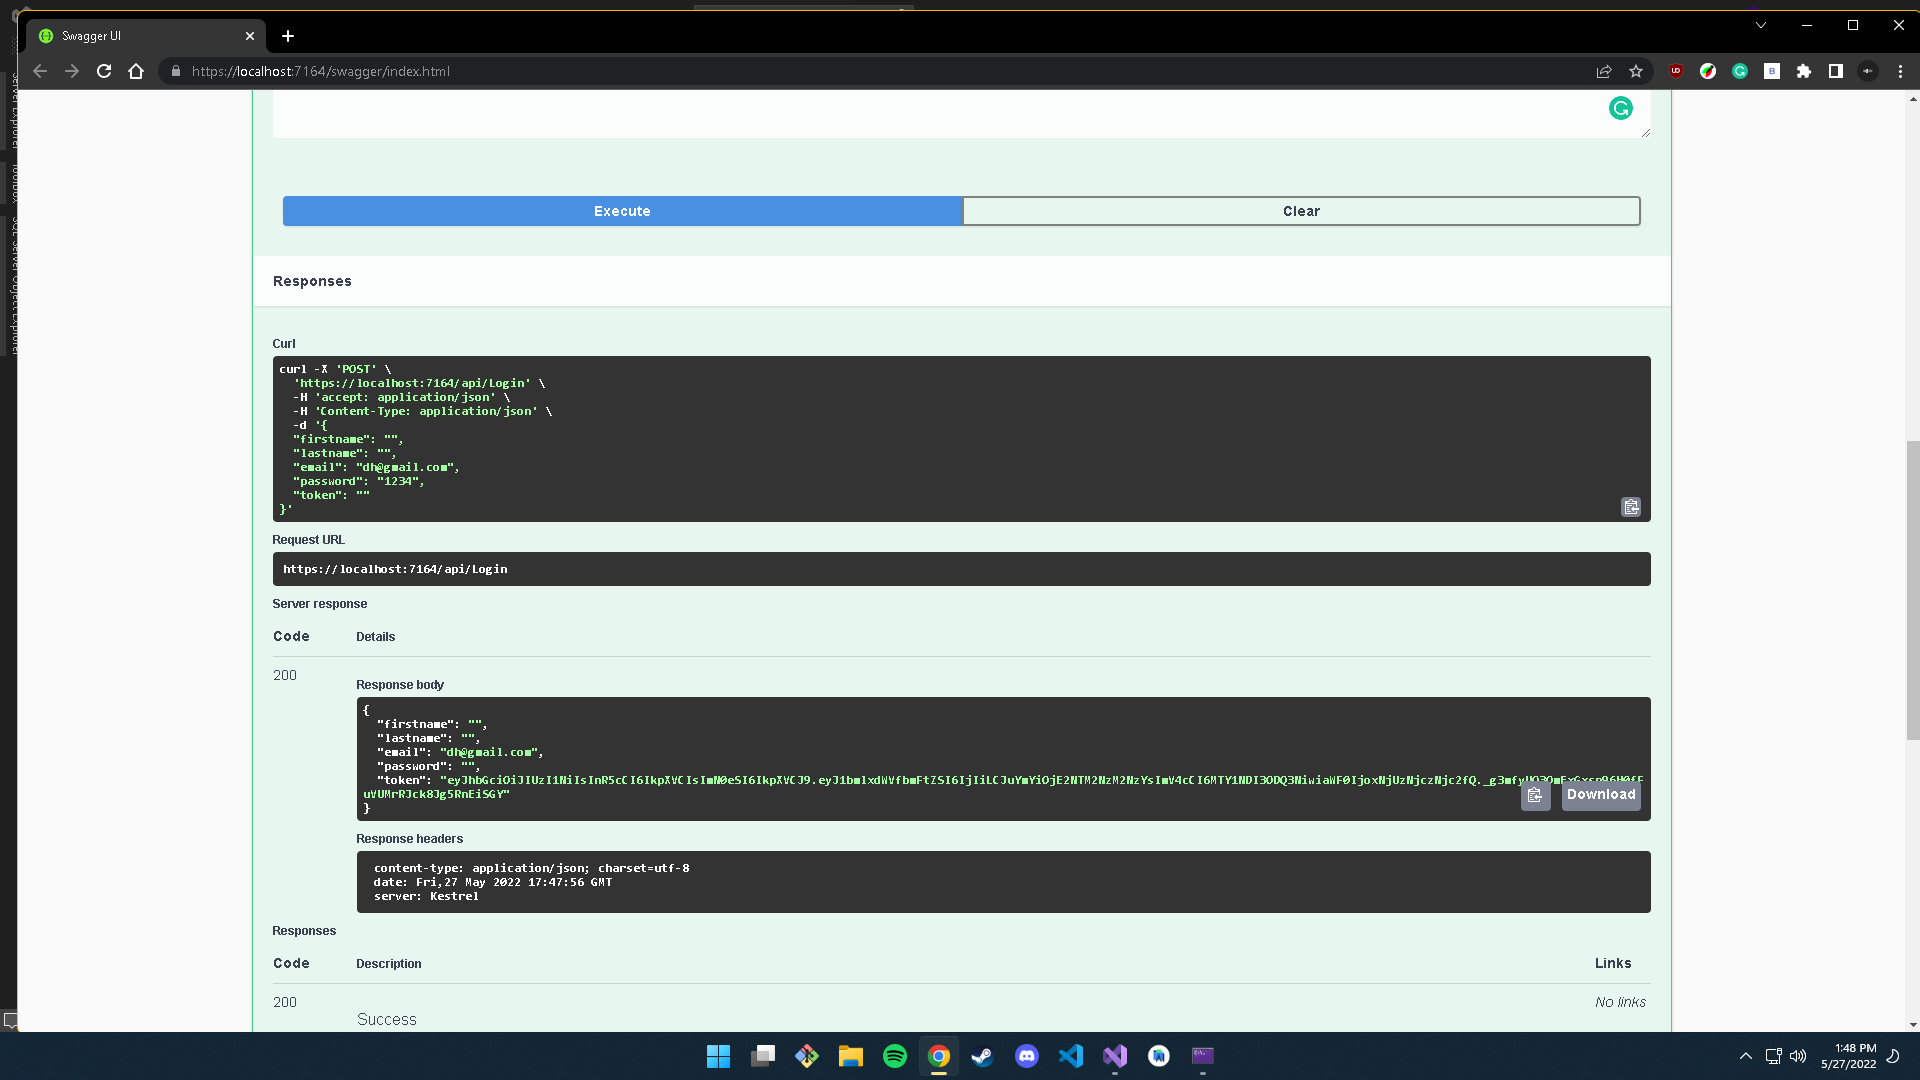 Swagger UI
https://localhost:7164/swagger/index.html
Execute
Clear
Responses
Curl
curl -X 'POST' \
'https://localhost:7164/api/Login' \
-H 'accept: application/json' \
-H 'Content-Type: application/json' \
-d '{
"firstname": "",
"lastname": "",
"email": "dh@gmail.com",
"password": "1234",
"token": ""
}'
Request URL
https://localhost:7164/api/Login
Server response
Code Details
200
Response body
{
"firstname": "",
"lastname": "",
"email": "dh@gmail.com",
"password": "",
"token":
Download
}
Response headers
content-type: application/json; charset=utf-8
date: Fri,27 May 2022 17:47:56 GMT
server: Kestrel
Responses
Code Description Links
200 No links
Success
1:48 PM
5/27/2022